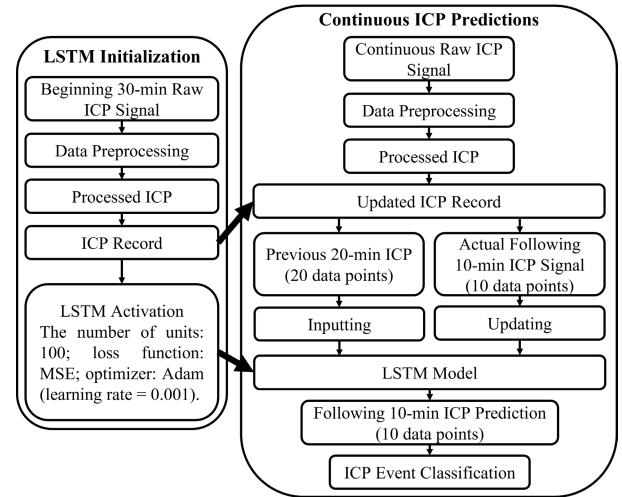 LSTM Initialization
Beginning 30-min Raw
ICP Signal
Data Preprocessing
Processed ICP
ICP Record
LSTM Activation
The number of units:
100; loss function:
MSE; optimizer: Adam
(learning rate = 0.001).
Continuous ICP Predictions
Continuous Raw ICP
Signal
Data Preprocessing
Processed ICP
Updated ICP Record
Previous 20-min ICP
(20 data points)
Actual Following
10-min ICP Signal
(10 data points)
Inputting
Updating
LSTM Model
Following 10-min ICP Prediction
(10 data points)
ICP Event Classification